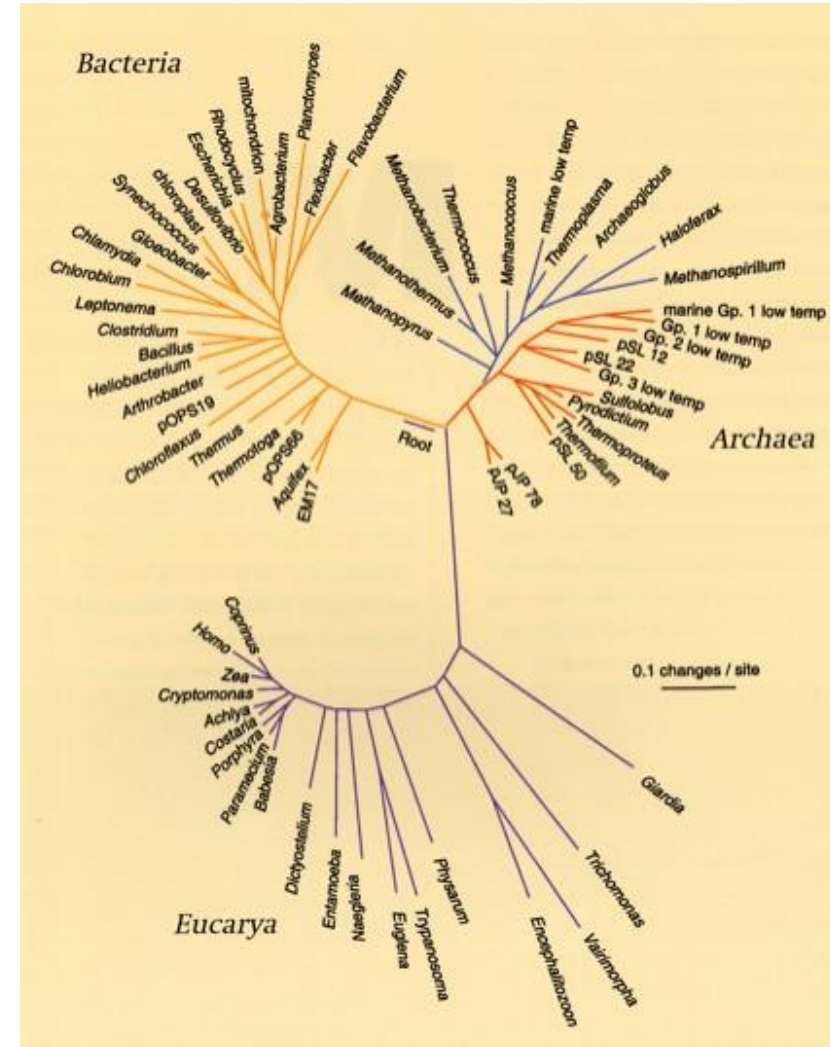 Bacteria
Planctomyces
mitochondrion
Flavobacterium
Rhodocyclus
Agrobacterium
Flexibacter
Escherichia
Desulfovibrio
chloroplast
Synechococcus
Gloeobacter
Chlamydia
Chlorobium
Leptonema
Clostridium
Bacillus
Heliobacterium
Arthrobacter
pOPS19
Chloroflexus
Thermus
Thermotoga
pOPS66
Aquifex
EM17
Root
Methanopyrus
Methanothermus
Methanobacterium
Thermococcus
Methanococcus
marine low temp
Thermoplasma
Archaeoglobus
Haloferax
Methanospirillum
marine Gp. 1 low temp
Gp. 1 low temp
Gp. 2 low temp
pSL 12
pSL 22
Gp. 3 low temp
Sulfolobus
Pyrodictium
Thermoproteus
Thermofilum
pSL 50
pJP 78
pJP 27
Archaea
0.1 changes / site
Coprinus
Homo
Zea
Cryptomonas
Achlya
Costaria
Porphyra
Paramecium
Babesia
Dictyostelium
Entamoeba
Naegleria
Euglena
Trypanosoma
Physarum
Encephalitozoon
Vairimorpha
Trichomonas
Giardia
Eucarya